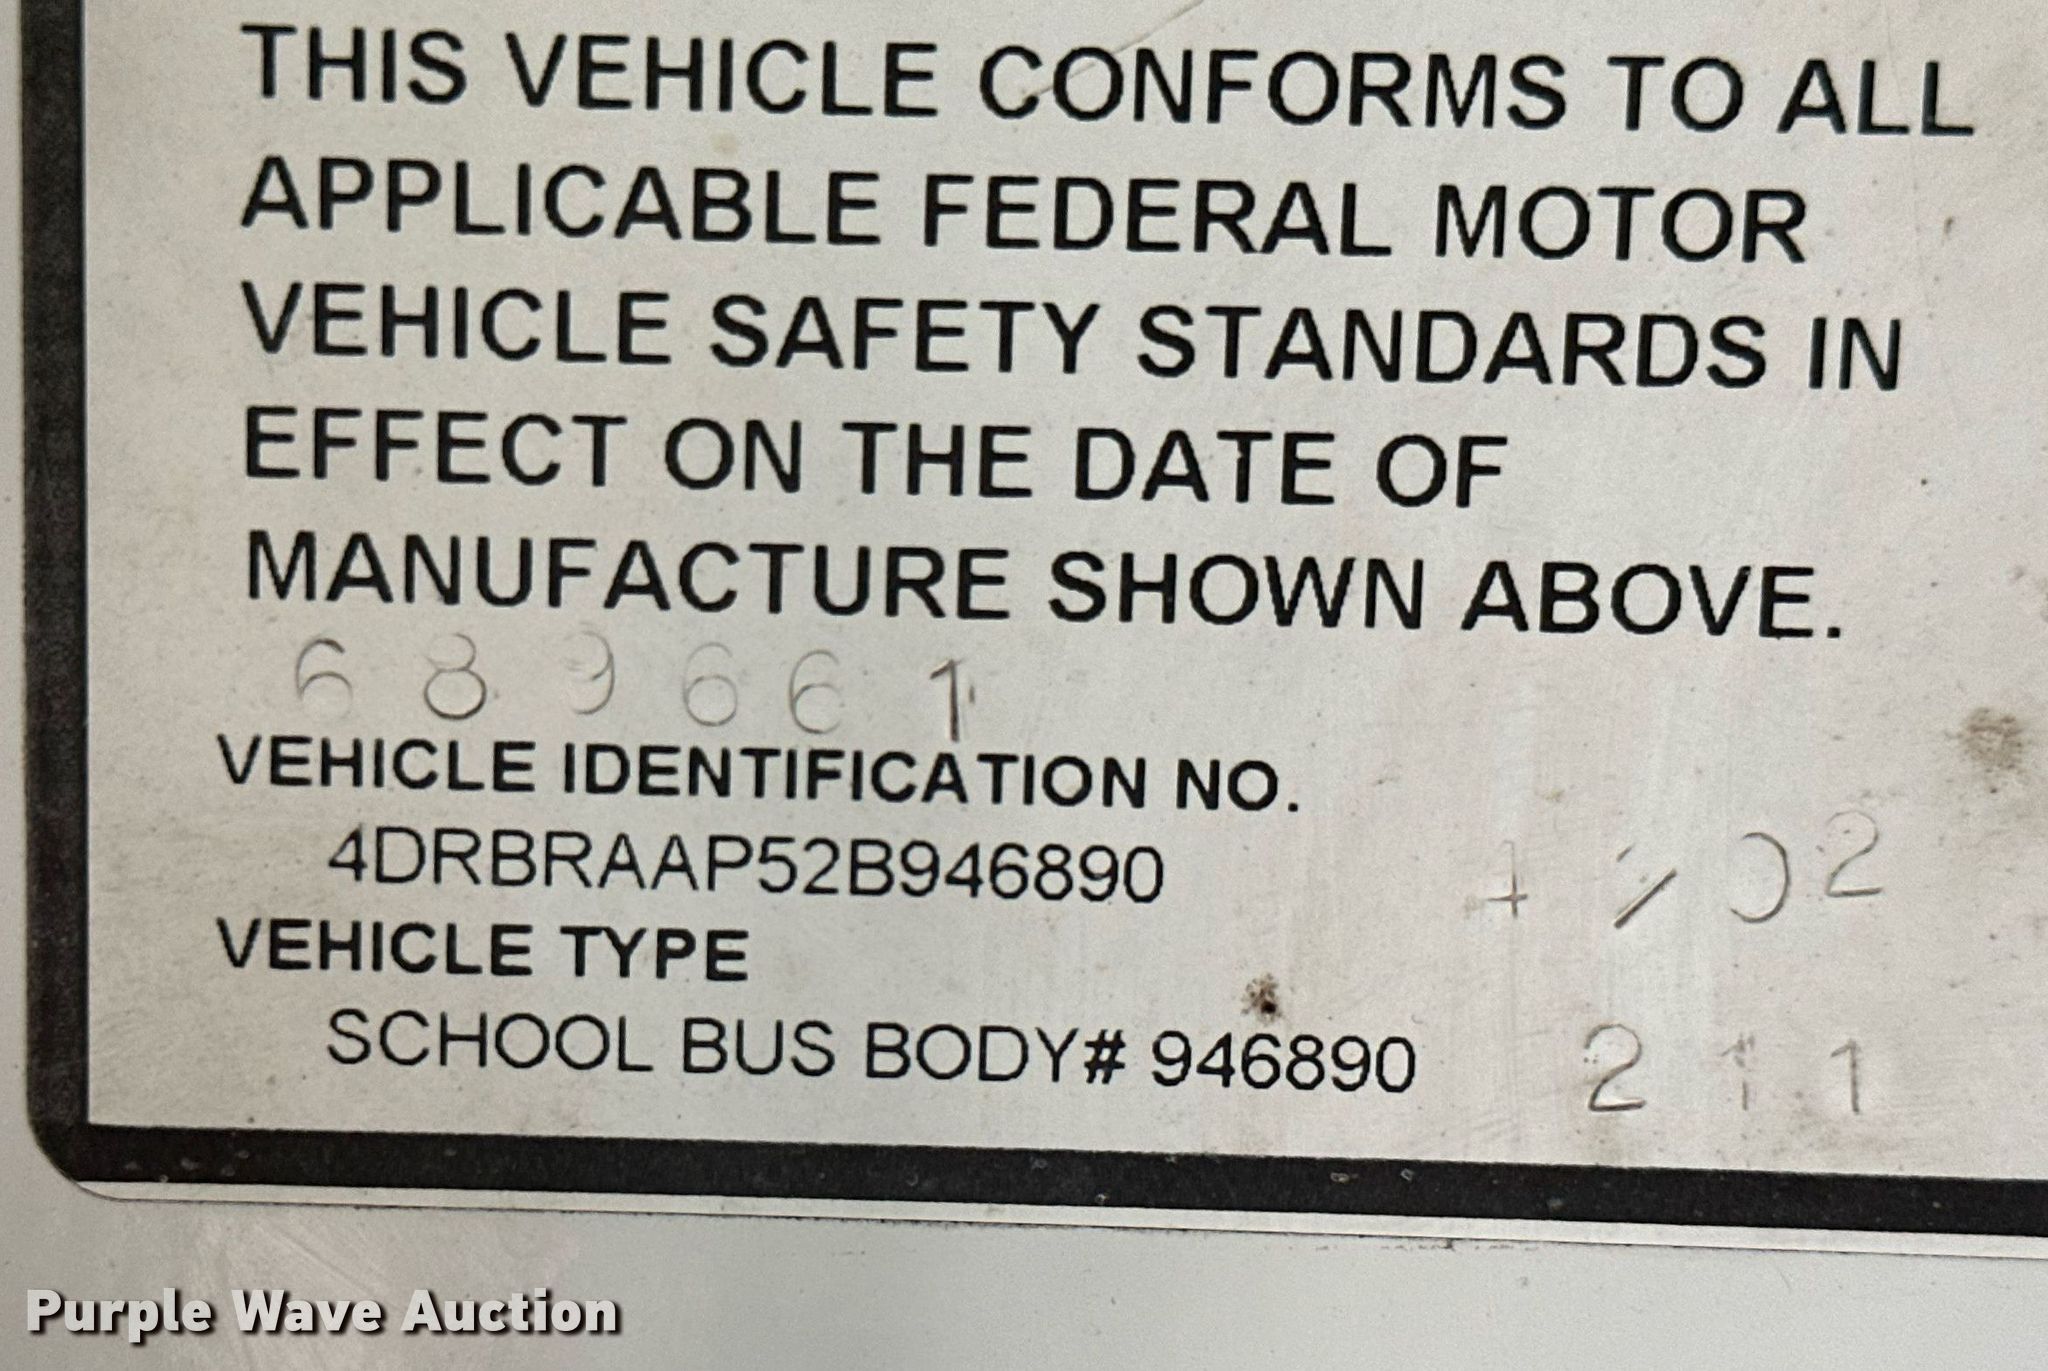 THIS VEHICLE CONFORMS TO ALL
APPLICABLE FEDERAL MOTOR
VEHICLE SAFETY STANDARDS IN
EFFECT ON THE DATE OF
MANUFACTURE SHOWN ABOVE.
689661
VEHICLE IDENTIFICATION NO.
4DRBRAAP52B946890
VEHICLE TYPE
SCHOOL BUS BODY# 946890
211
Purple Wave Auction